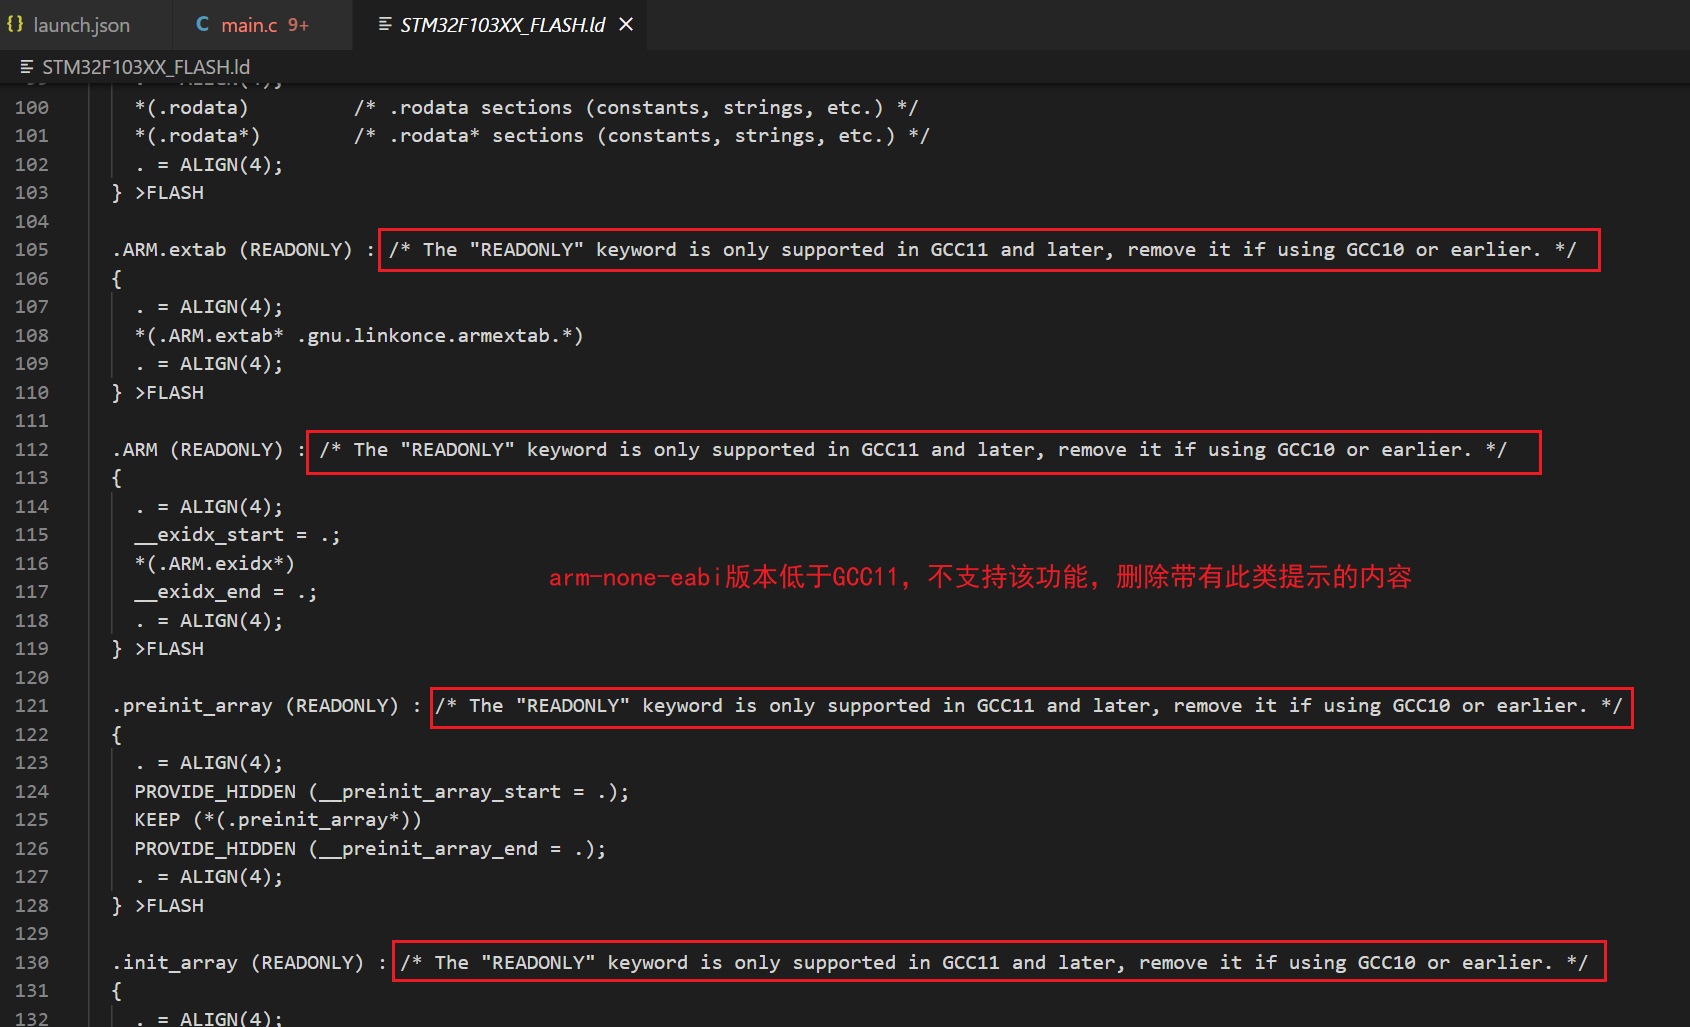 launch.json
C main.c 9+
STM32F103XX_FLASH.ld
STM32F103XX_FLASH.ld
100 *(.rodata) /* .rodata sections (constants, strings, etc.) */
101 *(.rodata*) /* .rodata* sections (constants, strings, etc.) */
102 . = ALIGN(4);
103 } >FLASH
104
105 .ARM.extab (READONLY) : /* The "READONLY" keyword is only supported in GCC11 and later, remove it if using GCC10 or earlier. */
106 {
107 . = ALIGN(4);
108 *(.ARM.extab* .gnu.linkonce.armextab.*)
109 . = ALIGN(4);
110 } >FLASH
111
112 .ARM (READONLY) : /* The "READONLY" keyword is only supported in GCC11 and later, remove it if using GCC10 or earlier. */
113 {
114 . = ALIGN(4);
115 __exidx_start = .;
116 *(.ARM.exidx*)
arm-none-eabi版本低于GCC11，不支持该功能，删除带有此类提示的内容
117 __exidx_end = .;
118 . = ALIGN(4);
119 } >FLASH
120
121 .preinit_array (READONLY) : /* The "READONLY" keyword is only supported in GCC11 and later, remove it if using GCC10 or earlier. */
122 {
123 . = ALIGN(4);
124 PROVIDE_HIDDEN (__preinit_array_start = .);
125 KEEP (*(.preinit_array*))
126 PROVIDE_HIDDEN (__preinit_array_end = .);
127 . = ALIGN(4);
128 } >FLASH
129
130 .init_array (READONLY) : /* The "READONLY" keyword is only supported in GCC11 and later, remove it if using GCC10 or earlier. */
131 {
132 . = ALIGN(4);